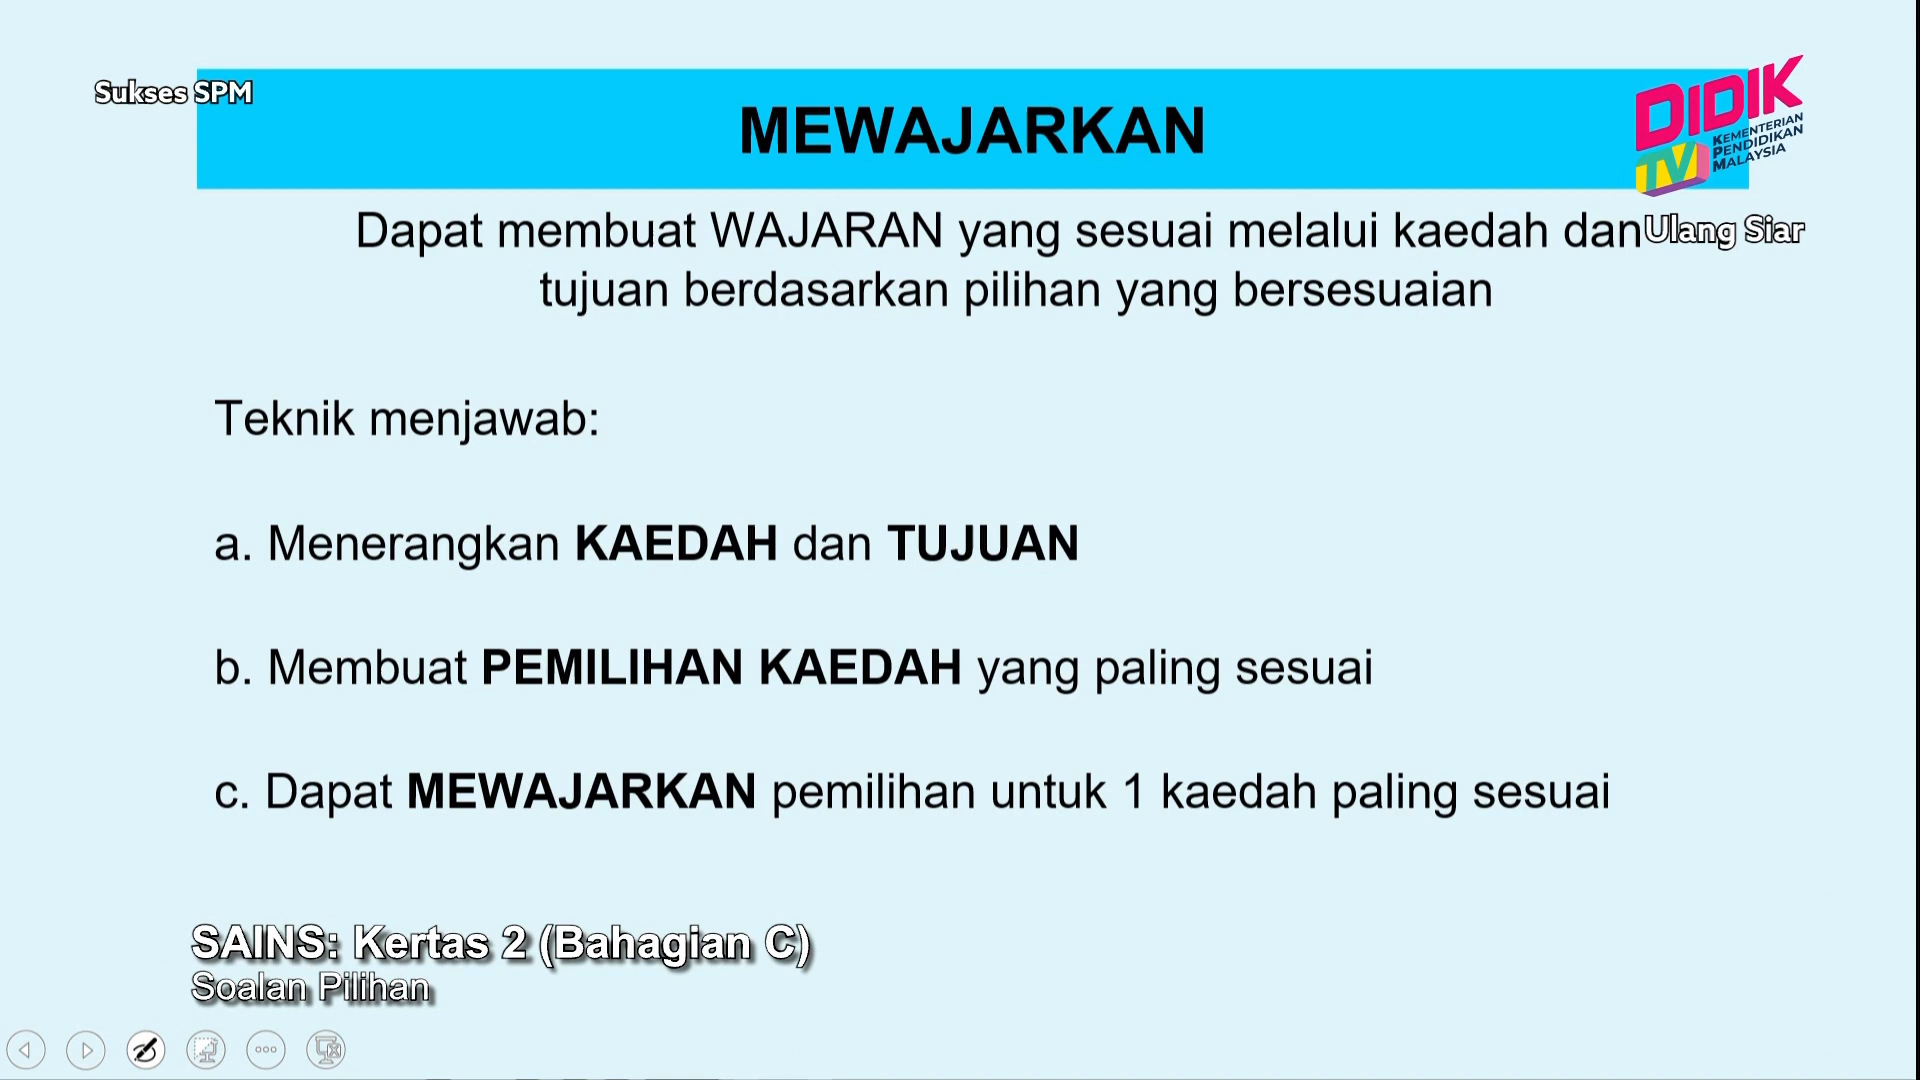 Sukses SPM
MEWAJARKAN
DIDIK
TV
KEMENTERIAN
PENDIDIKAN
MALAYSIA
Dapat membuat WAJARAN yang sesuai melalui kaedah dan
Ulang Siar
tujuan berdasarkan pilihan yang bersesuaian
Teknik menjawab:
a. Menerangkan KAEDAH dan TUJUAN
b. Membuat PEMILIHAN KAEDAH yang paling sesuai
c. Dapat MEWAJARKAN pemilihan untuk 1 kaedah paling sesuai
SAINS: Kertas 2 (Bahagian C)
Soalan Pilihan